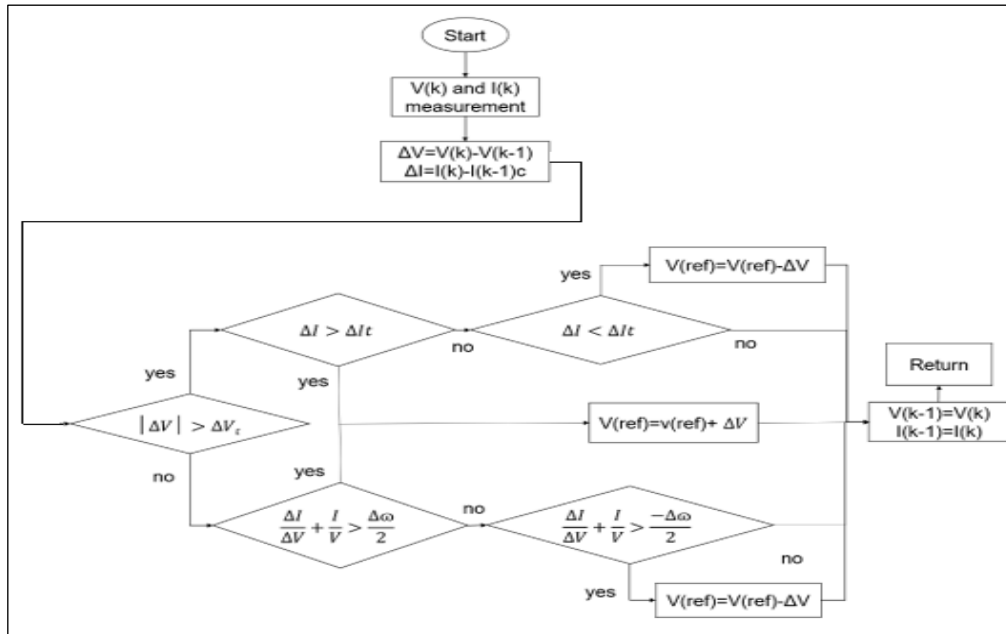 Start
V(k) and I(k)
measurement
ΔV=V(k)-V(k-1)
ΔI=I(k)-I(k-1)c
yes
V(ref)=V(ref)-ΔV
ΔI > ΔIt
no
ΔI < ΔIt
no
yes
yes
Return
|ΔV| > ΔVₜ
V(ref)=v(ref)+ ΔV
V(k-1)=V(k)
I(k-1)=I(k)
no
yes
ΔI/ΔV + I/V > Δω/2
no
ΔI/ΔV + I/V > -Δω/2
no
yes
V(ref)=V(ref)-ΔV